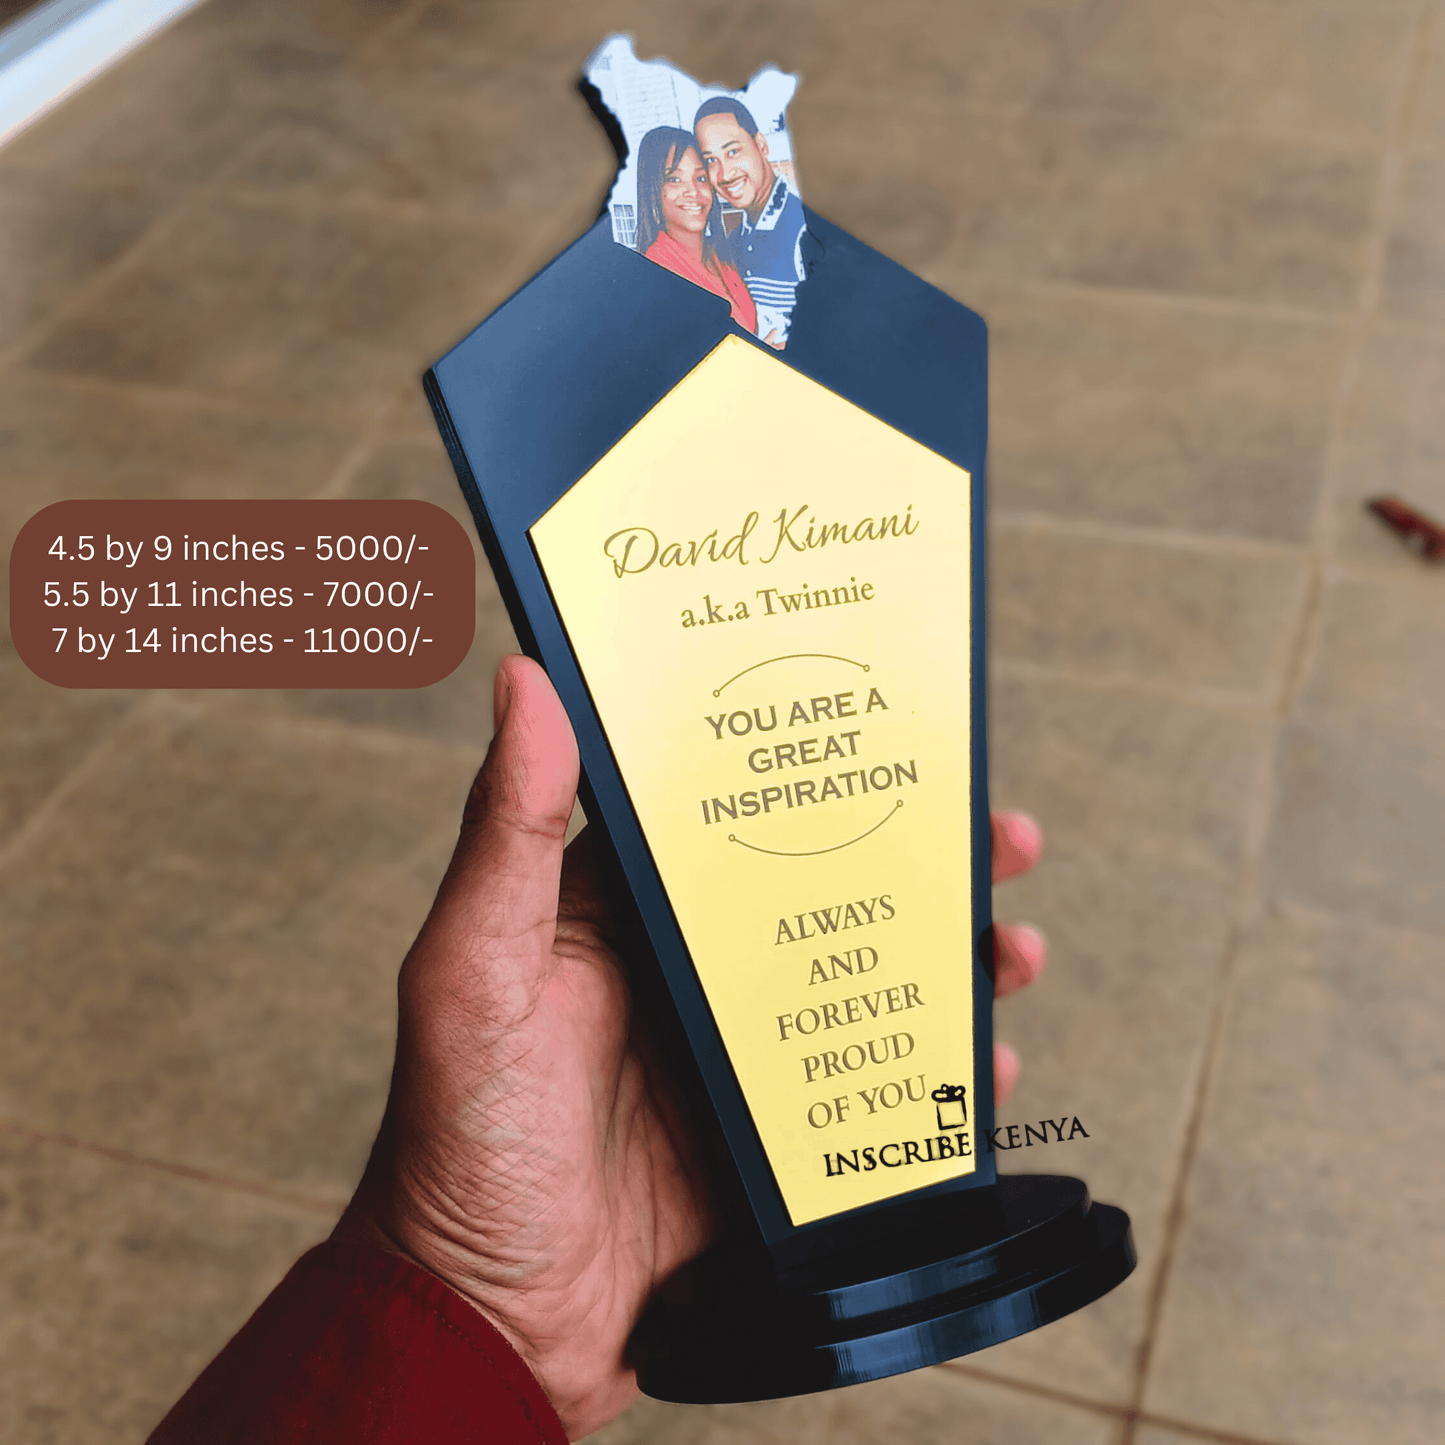 4.5 by 9 inches - 5000/-
5.5 by 11 inches - 7000/-
7 by 14 inches - 11000/-
David Kimani
a.k.a Twinnie
YOU ARE A
GREAT
INSPIRATION
ALWAYS
AND
FOREVER
PROUD
OF YOU
INSCRIBE KENYA